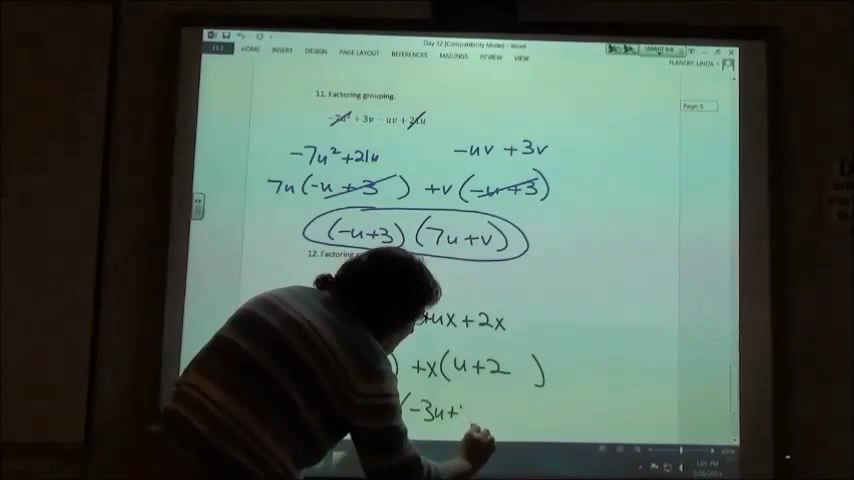 Day 32 [Compatibility Mode] - Word
HOME INSERT DESIGN PAGE LAYOUT REFERENCES MAILINGS REVIEW VIEW
FLANERY, LINDA
Page: 5
11. Factoring grouping.
-7u² + 3v - uv + 21u
-7u² + 21u -uv + 3v
7u(-u + 3 ) +v(-u+3)
(-u+3)(7u+v)
12. Factoring
+ux + 2x
) +x(u+2 )
(-3u+